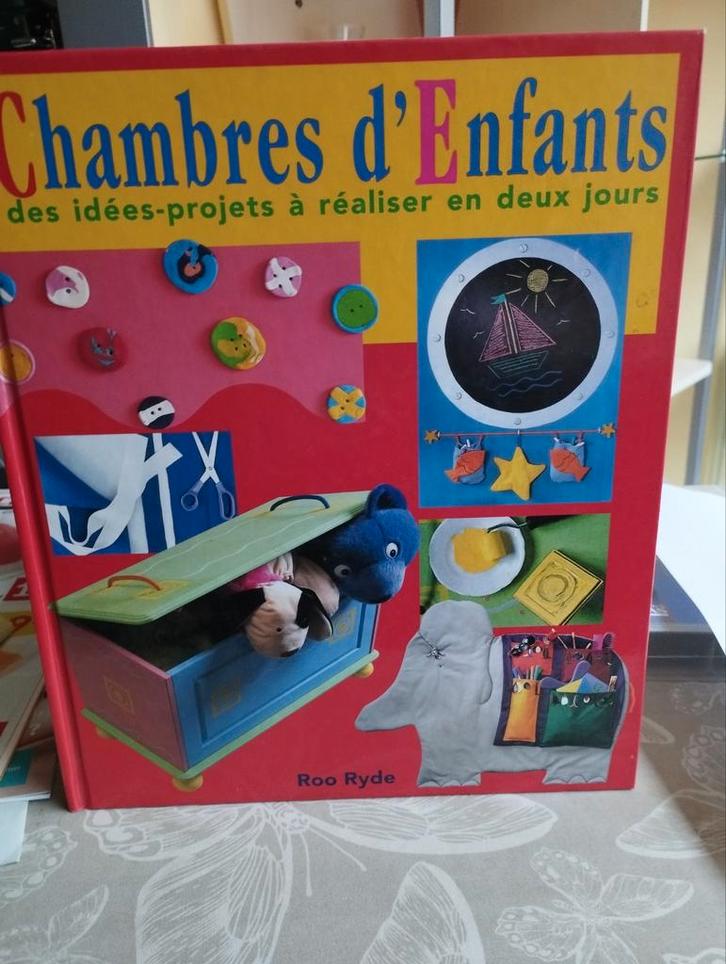 Chambres d'Enfants
des idées-projets à réaliser en deux jours
Roo Ryde